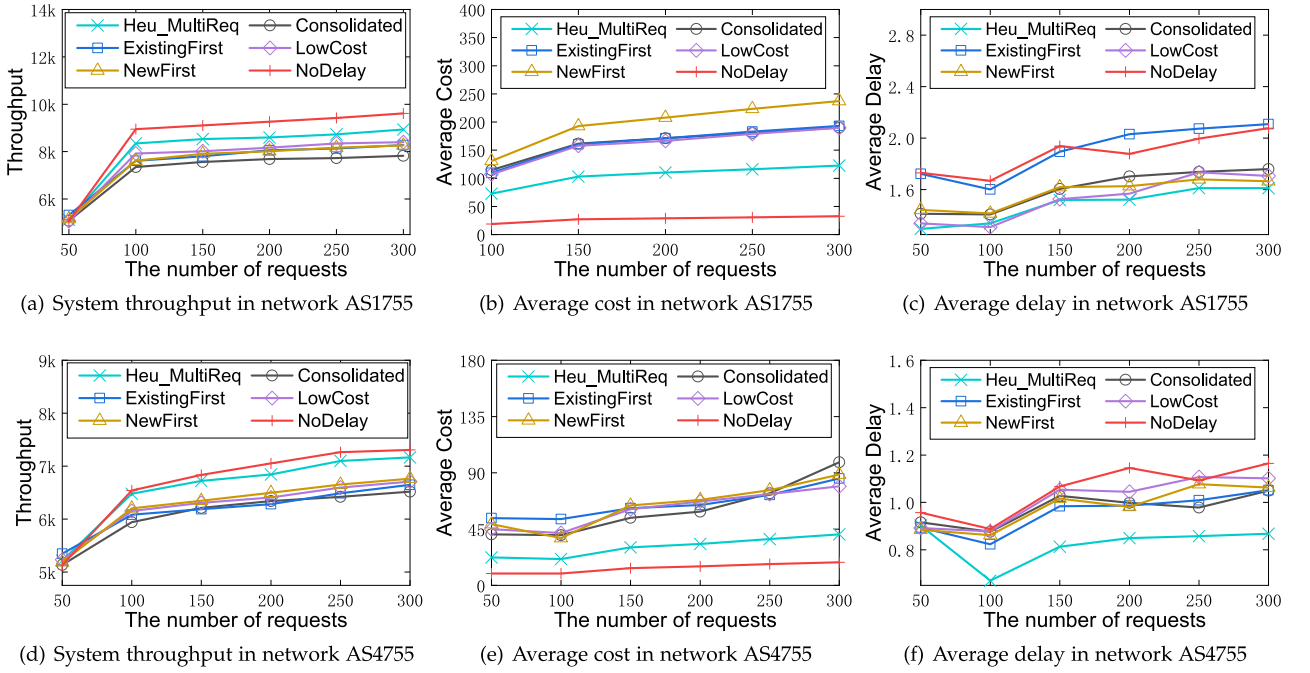 14k
12k
10k
8k
6k
50 100 150 200 250 300
Throughput
The number of requests
Heu_MultiReq
ExistingFirst
NewFirst
Consolidated
LowCost
NoDelay
(a) System throughput in network AS1755
400
350
300
250
200
150
100
50
0
100 150 200 250 300
Average Cost
The number of requests
Heu_MultiReq
ExistingFirst
NewFirst
Consolidated
LowCost
NoDelay
(b) Average cost in network AS1755
2.8
2.4
2.0
1.6
50 100 150 200 250 300
Average Delay
The number of requests
Heu_MultiReq
ExistingFirst
NewFirst
Consolidated
LowCost
NoDelay
(c) Average delay in network AS1755
9k
8k
7k
6k
5k
50 100 150 200 250 300
Throughput
The number of requests
Heu_MultiReq
ExistingFirst
NewFirst
Consolidated
LowCost
NoDelay
(d) System throughput in network AS4755
180
135
90
45
0
50 100 150 200 250 300
Average Cost
The number of requests
Heu_MultiReq
ExistingFirst
NewFirst
Consolidated
LowCost
NoDelay
(e) Average cost in network AS4755
1.6
1.4
1.2
1.0
0.8
50 100 150 200 250 300
Average Delay
The number of requests
Heu_MultiReq
ExistingFirst
NewFirst
Consolidated
LowCost
NoDelay
(f) Average delay in network AS4755